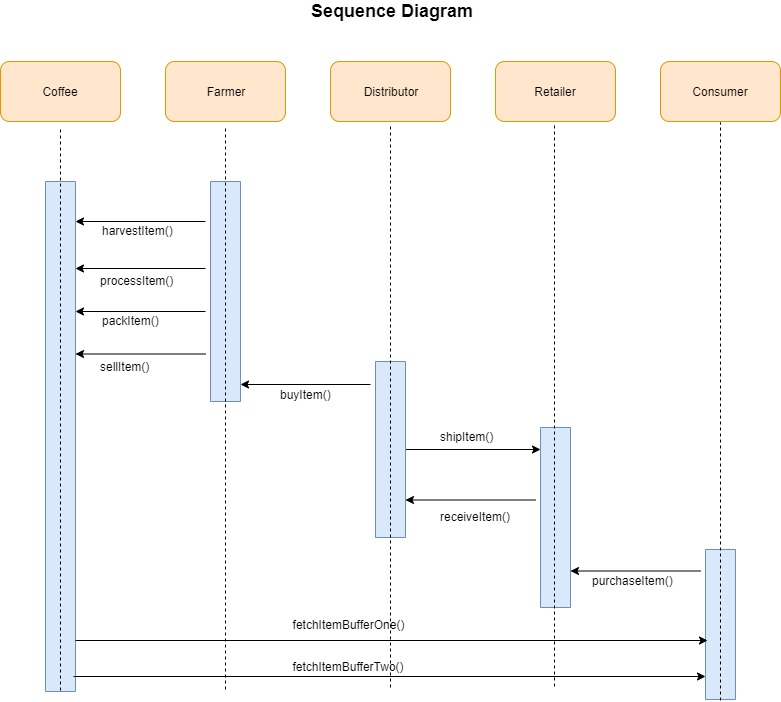 Sequence Diagram
Coffee
Farmer
Distributor
Retailer
Consumer
harvestItem()
processItem()
packItem()
sellItem()
buyItem()
shipItem()
receiveItem()
purchaseItem()
fetchItemBufferOne()
fetchItemBufferTwo()